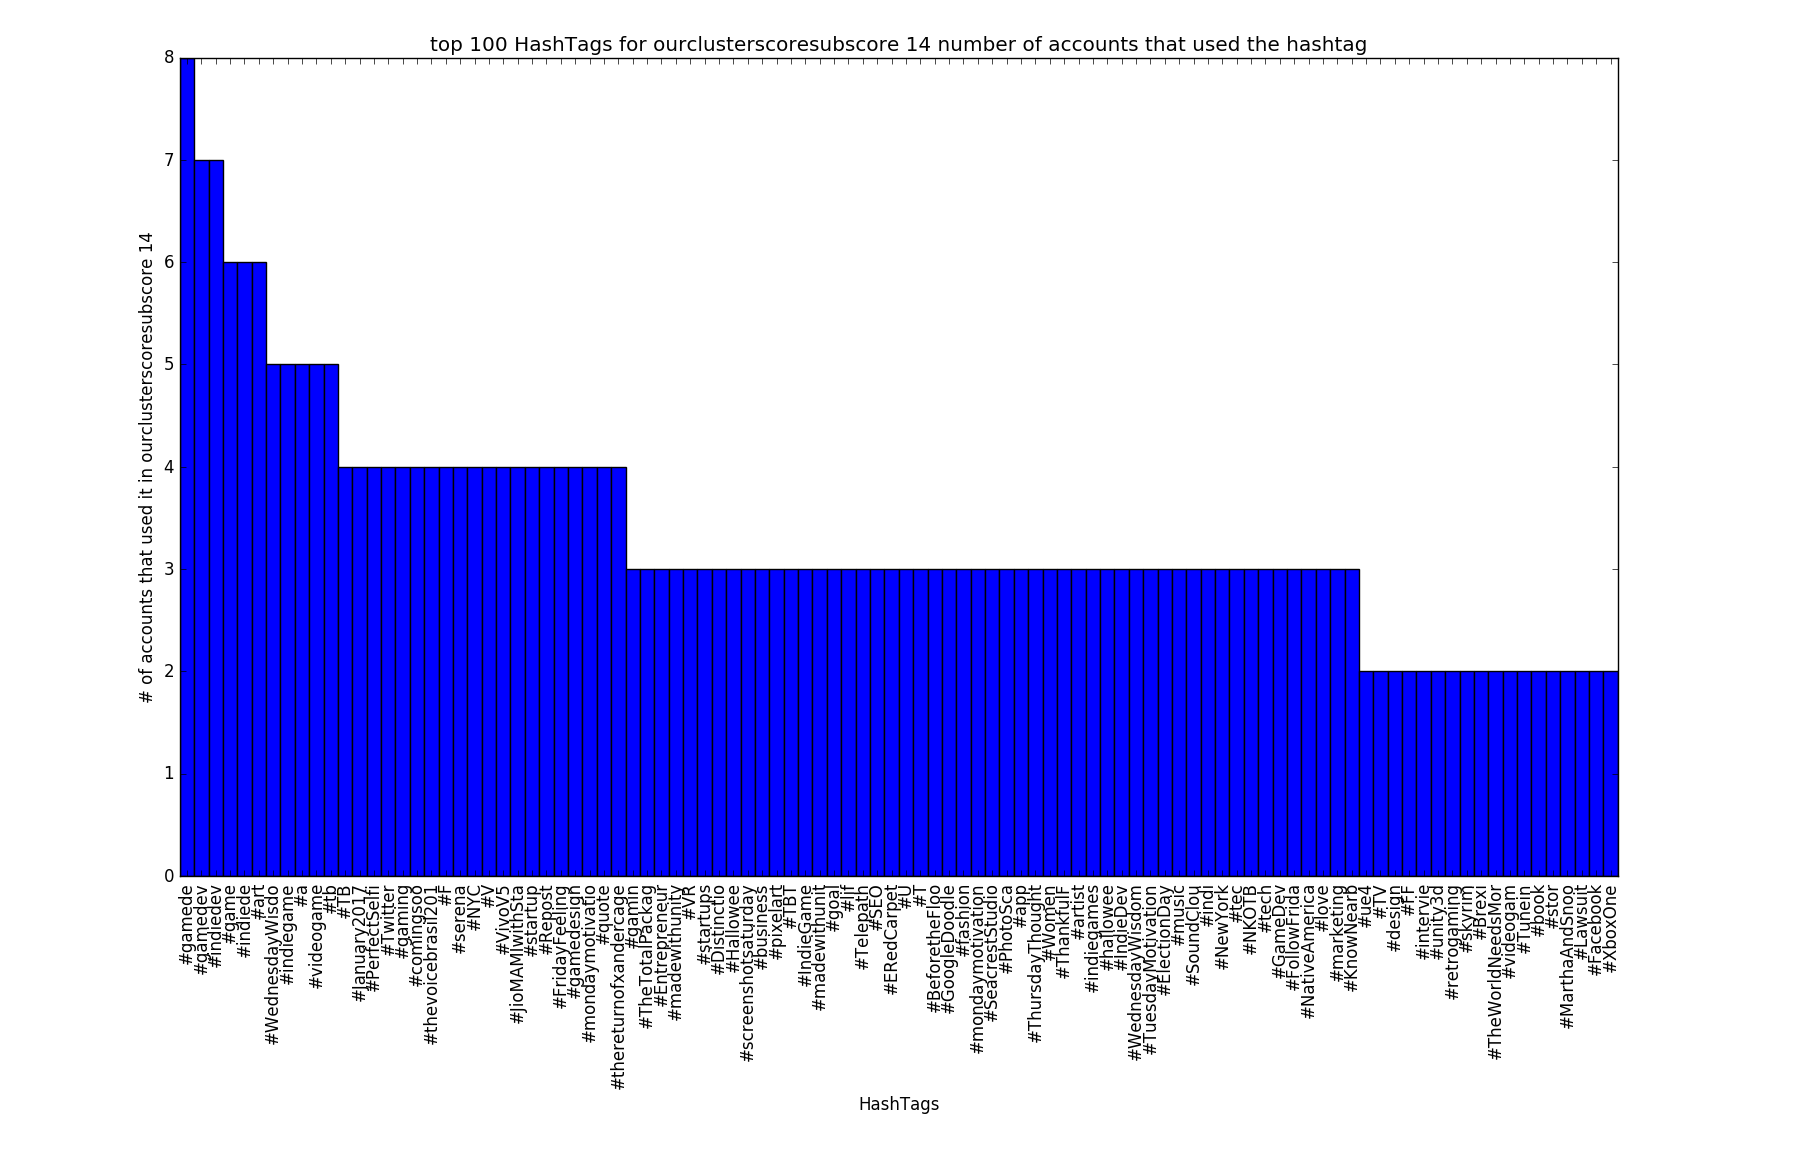 top 100 HashTags for ourclusterscoresubscore 14 number of accounts that used the hashtag
# of accounts that used it in ourclusterscoresubscore 14
8
7
6
5
4
3
2
1
0
#gamede
#gamedev
#indiedev
#game
#indiede
#art
#WednesdayWisdo
#indiegame
#a
#videogame
#tb
#TB
#January2017
#PerfectSelfi
#Twitter
#gaming
#comingsoo
#thevoicebrasil201
#F
#serena
#NYC
#V
#VivoV5
#JioMAMIwithSta
#startup
#Repost
#FridayFeeling
#gamedesign
#mondaymotivatio
#quote
#thereturnofxandercage
#gamin
#TheTotalPackag
#Entrepreneur
#madewithunity
#VR
#startups
#Distinctio
#Hallowee
#screenshotsaturday
#business
#pixelart
#TBT
#IndieGame
#madewithunit
#goal
#jif
#Telepath
#SEO
#ERedCarpet
#U
#T
#BeforetheFloo
#GoogleDoodle
#fashion
#mondaymotivation
#SeacrestStudio
#PhotoSca
#app
#ThursdayThought
#Women
#ThankfulF
#artist
#indiegames
#hallowee
#indieDev
#WednesdayWisdom
#TuesdayMotivation
#ElectionDay
#music
#SoundClou
#indi
#NewYork
#tec
#NKOTB
#tech
#GameDev
#FollowFrida
#NativeAmerica
#love
#marketing
#KnowNearb
#ue4
#TV
#design
#FF
#intervie
#unity3d
#retrogaming
#skyrim
#Brexi
#TheWorldNeedsMor
#videogam
#Tunein
#book
#stor
#MarthaAndSnoo
#Lawsuit
#Facebook
#XboxOne
HashTags